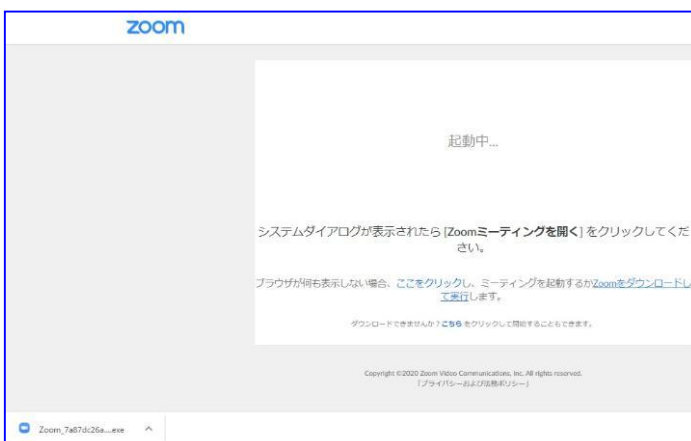 zoom
起動中...
システムダイアログが表示されたら [Zoomミーティングを開く] をクリックしてくだ
さい。
ブラウザが何も表示しない場合、ここをクリックし、ミーティングを起動するかZoomをダウンロードし
て実行します。
ダウンロードできませんか？こちら をクリックして開始することもできます。
Copyright ©2020 Zoom Video Communications, Inc. All rights reserved.
「プライバシーおよび法務ポリシー」
Zoom_7a87dc26a....exe